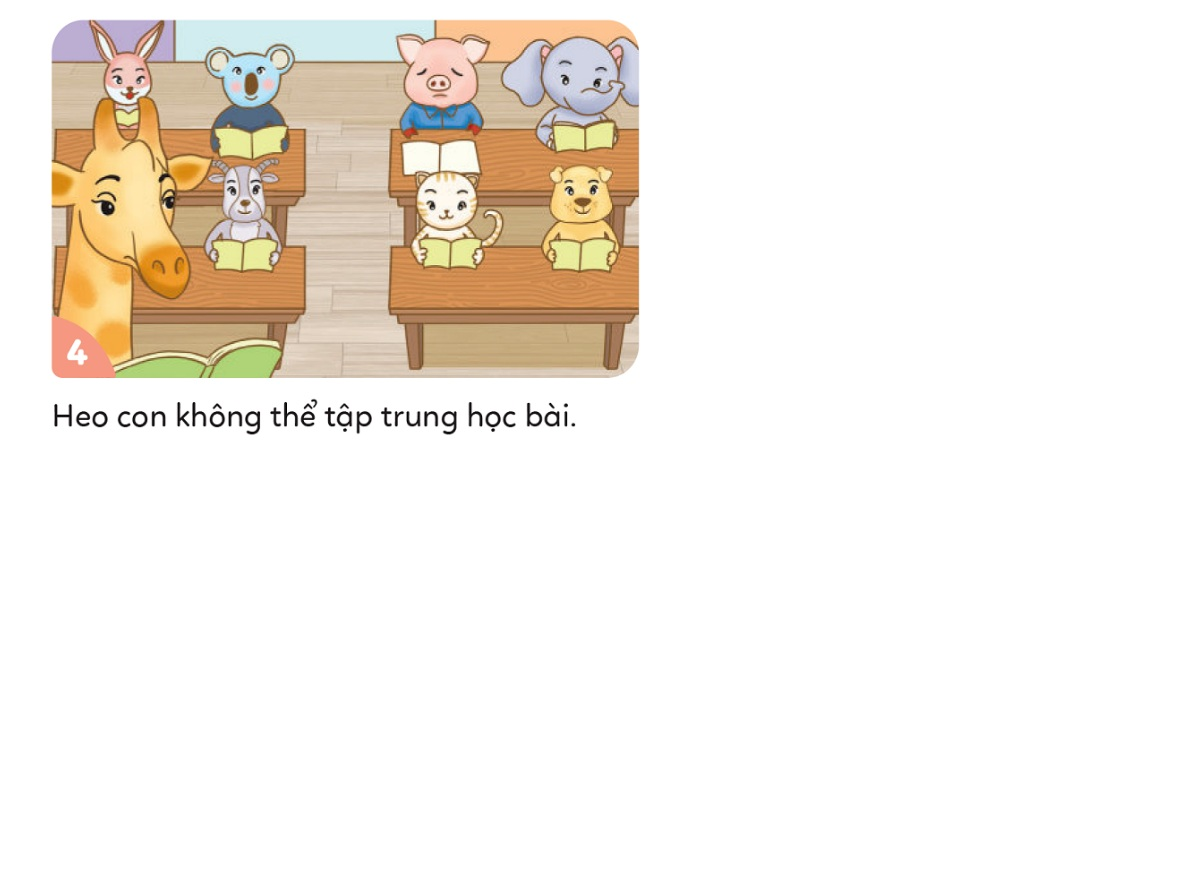 4
Heo con không thể tập trung học bài.